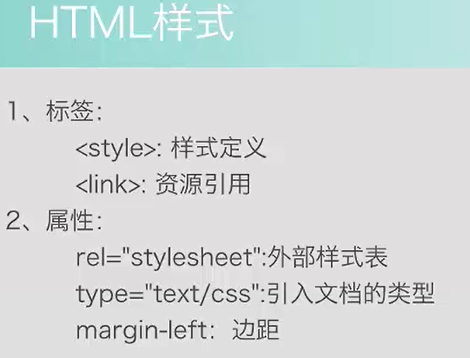 HTML样式
1、标签：
<style>: 样式定义
<link>: 资源引用
2、属性：
rel="stylesheet":外部样式表
type="text/css":引入文档的类型
margin-left：边距